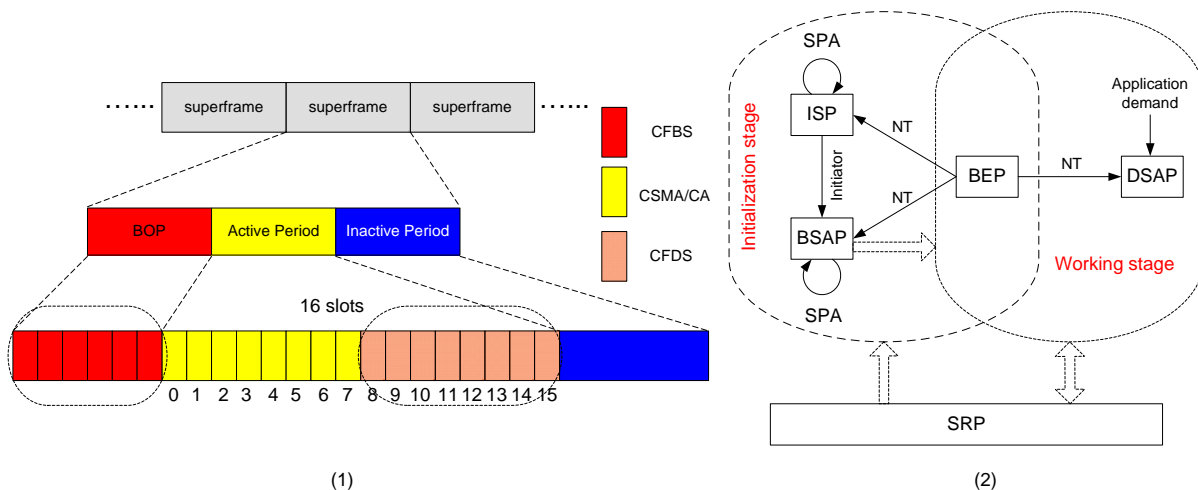 ...... superframe superframe superframe ......
CFBS
CSMA/CA
CFDS
BOP Active Period Inactive Period
16 slots
0 1 2 3 4 5 6 7 8 9 10 11 12 13 14 15
(1)
SPA
ISP
Initialization stage
Initiator
NT
NT
BEP
NT
Application
demand
DSAP
BSAP
SPA
Working stage
SRP
(2)